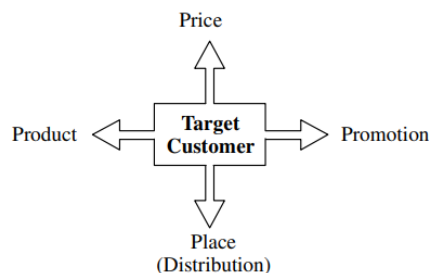 Price
Product
Target
Customer
Promotion
Place
(Distribution)